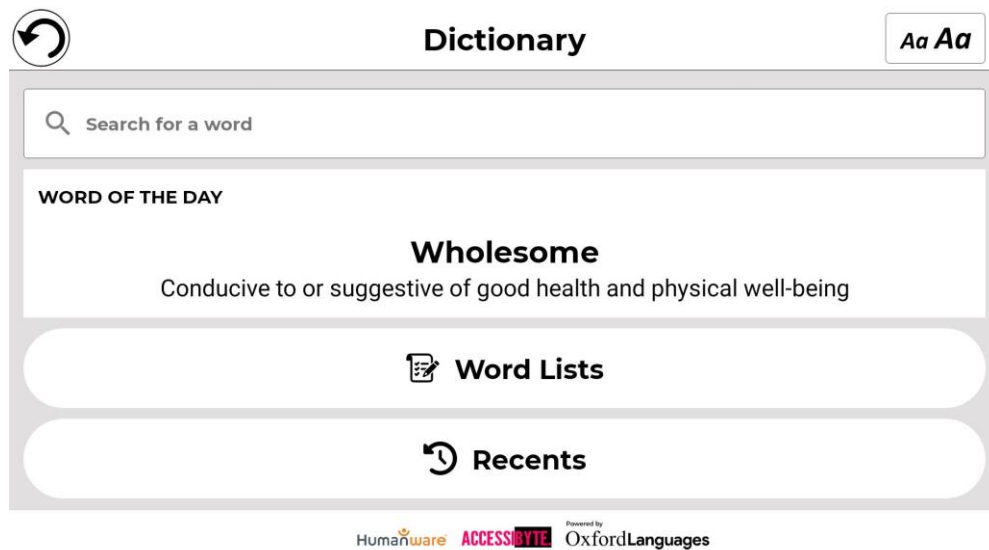 Dictionary
Aa Aa
Search for a word
WORD OF THE DAY
Wholesome
Conducive to or suggestive of good health and physical well-being
Word Lists
Recents
Powered by
Humanware ACCESSIBYTE. OxfordLanguages